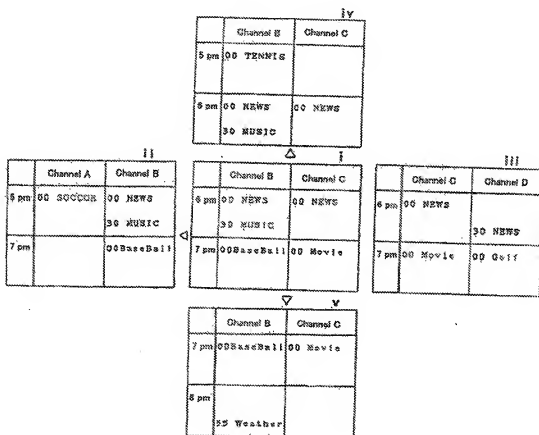 iv
Channel B Channel C
5 pm 00 TENNIS
6 pm 00 NEWS 00 NEWS
30 MUSIC
ii
Channel A Channel B
6 pm 00 SOCCOR 00 NEWS
30 MUSIC
7 pm 00BaseBall
i
Channel B Channel C
6 pm 00 NEWS 00 NEWS
30 MUSIC
7 pm 00BaseBall 00 Movie
iii
Channel C Channel D
6 pm 00 NEWS
30 NEWS
7 pm 00 Movie 00 Golf
v
Channel B Channel C
7 pm 00BaseBall 00 Movie
8 pm
55 Weather